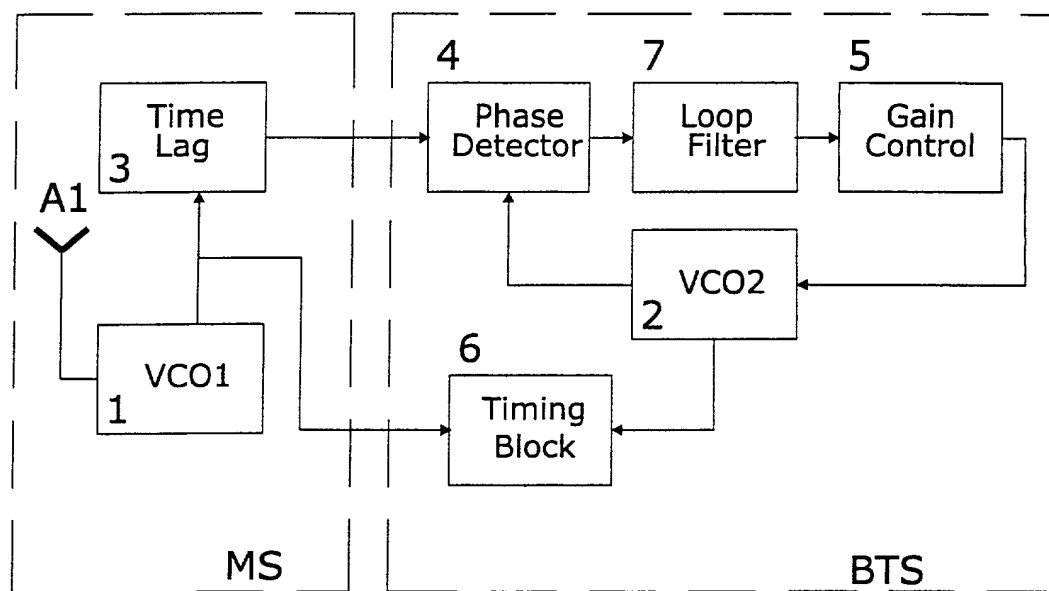 4
7
5
Time
Lag
3
Phase
Detector
Loop
Filter
Gain
Control
A1
VCO2
2
VCO1
1
6
Timing
Block
MS
BTS